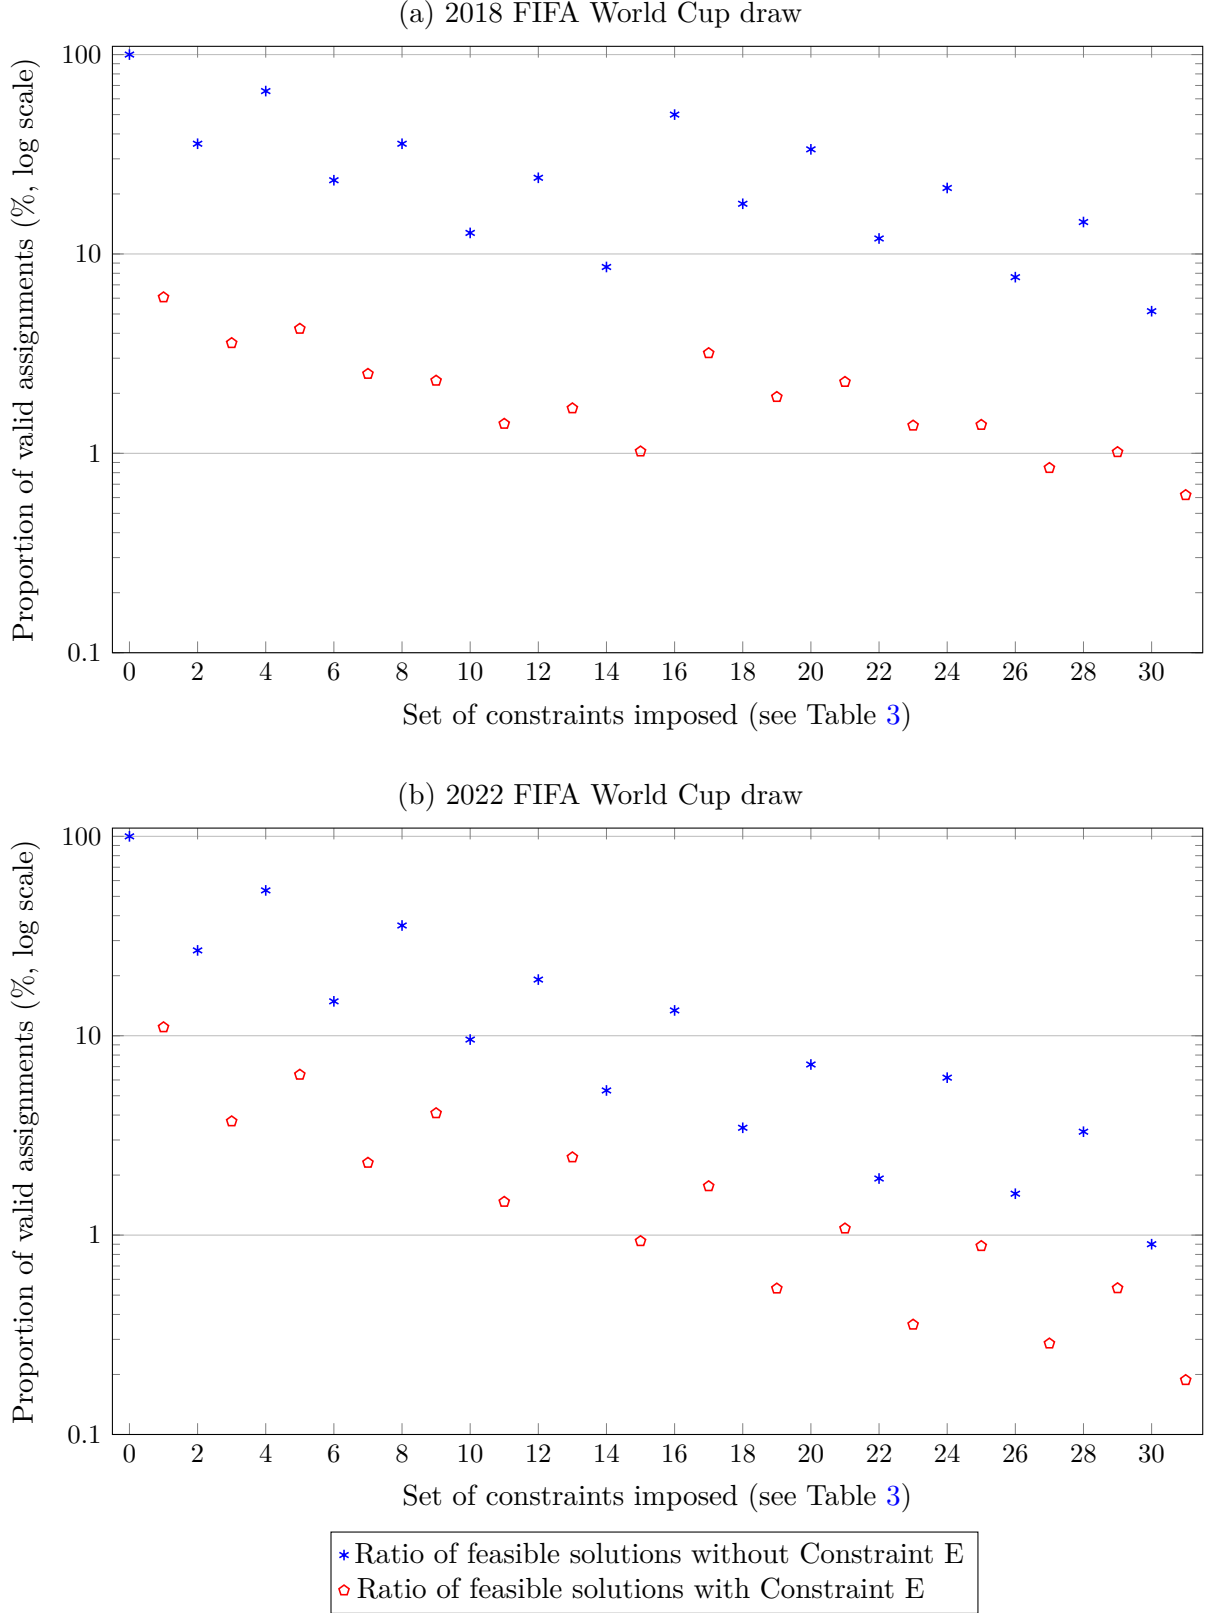 (a) 2018 FIFA World Cup draw
Proportion of valid assignments (%, log scale)
100
10
1
0.1
0 2 4 6 8 10 12 14 16 18 20 22 24 26 28 30
Set of constraints imposed (see Table 3)
(b) 2022 FIFA World Cup draw
Proportion of valid assignments (%, log scale)
100
10
1
0.1
0 2 4 6 8 10 12 14 16 18 20 22 24 26 28 30
Set of constraints imposed (see Table 3)
Ratio of feasible solutions without Constraint E
Ratio of feasible solutions with Constraint E